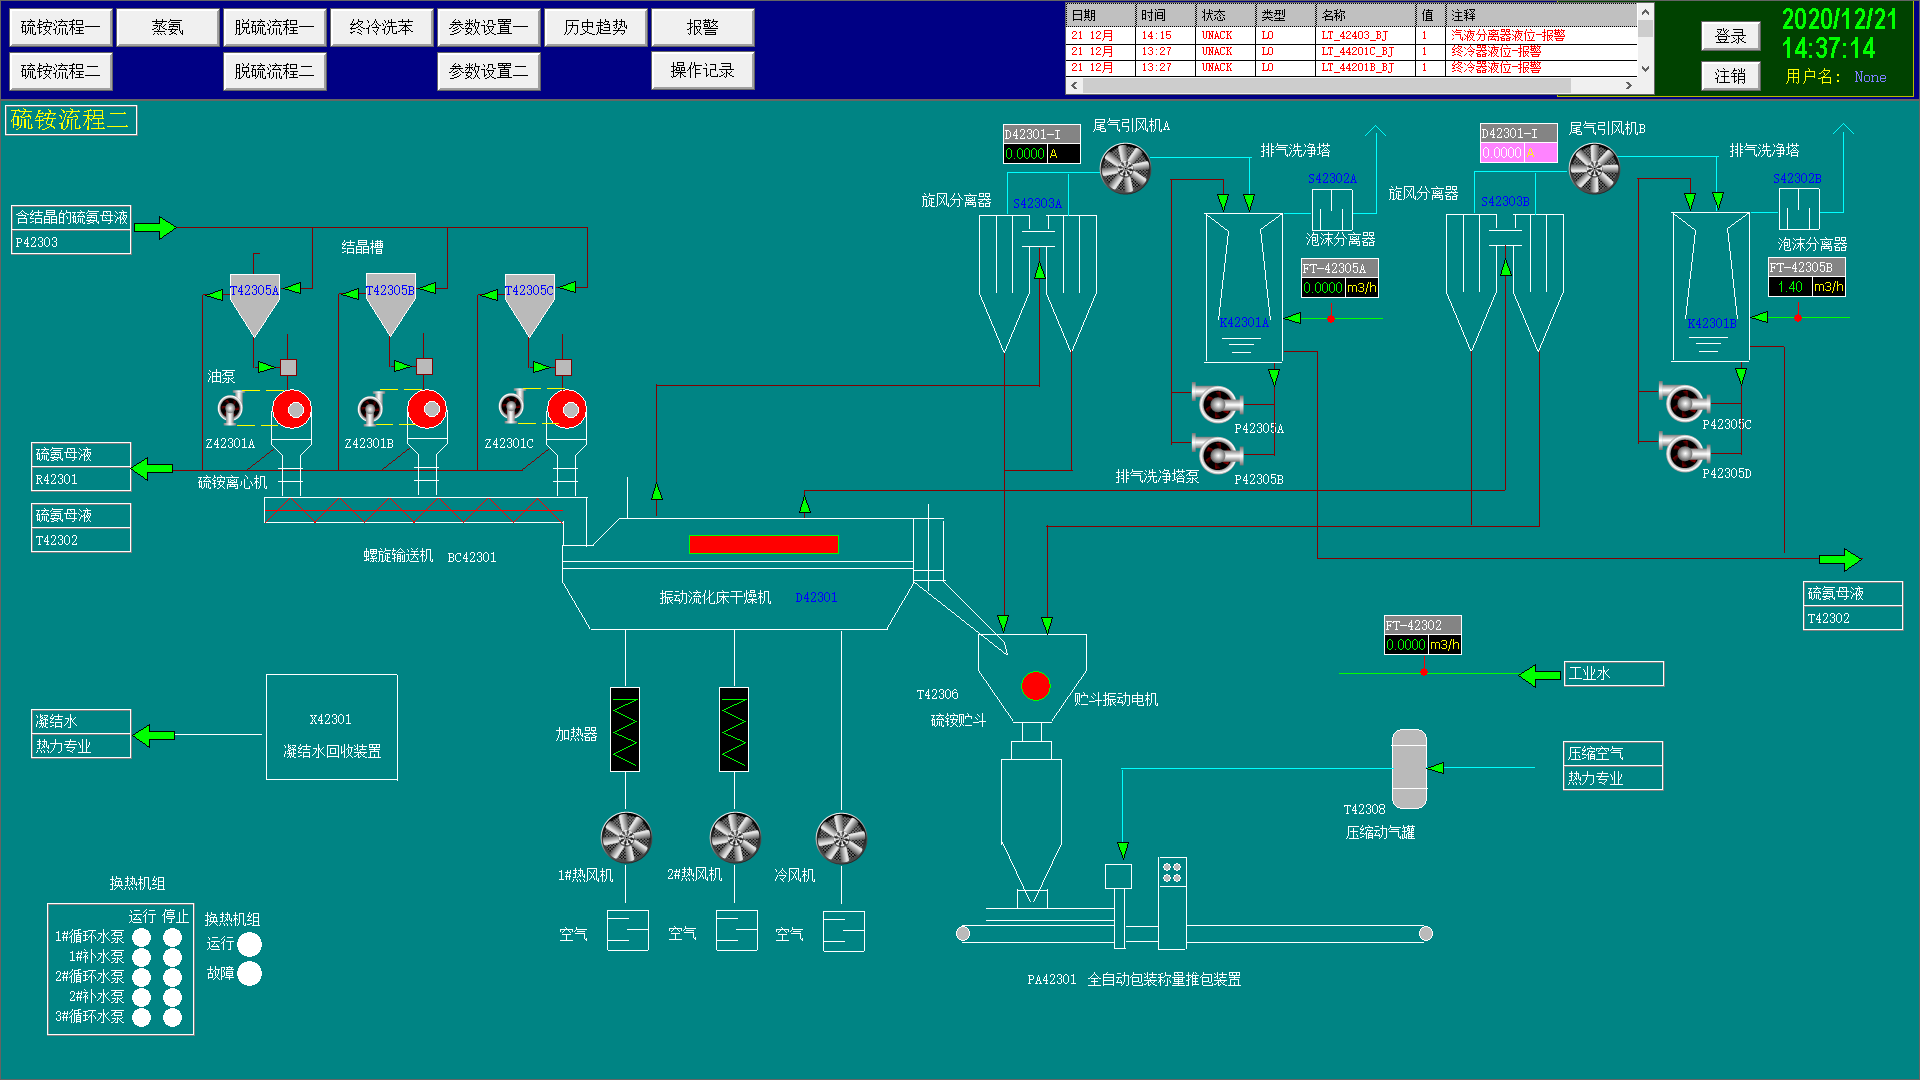 硫铵流程一 蒸氨 脱硫流程一 终冷洗苯 参数设置一 历史趋势 报警
硫铵流程二 脱硫流程二 参数设置二 操作记录
日期 时间 状态 类型 名称 值 注释
21 12月 14:15 UNACK LO LT_42403_BJ 1 汽液分离器液位-报警
21 12月 13:27 UNACK LO LT_44201C_BJ 1 终冷器液位-报警
21 12月 13:27 UNACK LO LT_44201B_BJ 1 终冷器液位-报警
登录
注销
2020/12/21
14:37:14
用户名: None
硫铵流程二
D42301-I
0.0000 A
尾气引风机A
排气洗净塔
S42302A
旋风分离器
S42303A
泡沫分离器
FT-42305A
0.0000 m3/h
K42301A
D42301-I
0.0000 A
尾气引风机B
排气洗净塔
S42302B
旋风分离器
S42303B
泡沫分离器
FT-42305B
1.40 m3/h
K42301B
含结晶的硫氨母液
P42303
结晶槽
T42305A
T42305B
T42305C
油泵
Z42301A
Z42301B
Z42301C
硫氨母液
R42301
硫铵离心机
硫氨母液
T42302
P42305A
排气洗净塔泵
P42305B
P42305C
P42305D
螺旋输送机 BC42301
振动流化床干燥机 D42301
硫氨母液
T42302
FT-42302
0.0000 m3/h
工业水
T42306
硫铵贮斗
贮斗振动电机
凝结水
热力专业
X42301
凝结水回收装置
加热器
压缩空气
热力专业
T42308
压缩动气罐
1#热风机
2#热风机
冷风机
空气
空气
空气
PA42301 全自动包装称量推包装置
换热机组
运行 停止
1#循环水泵
1#补水泵
2#循环水泵
2#补水泵
3#循环水泵
换热机组
运行
故障